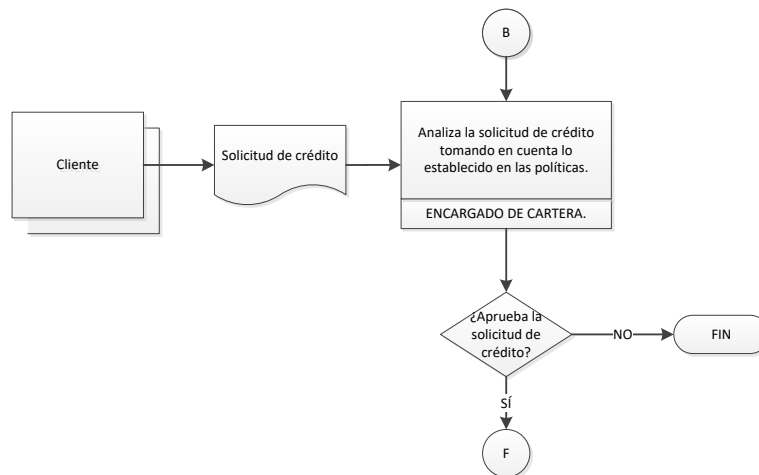 B
Cliente
Solicitud de crédito
Analiza la solicitud de crédito
tomando en cuenta lo
establecido en las políticas.
ENCARGADO DE CARTERA.
¿Aprueba la
solicitud de
crédito?
NO
FIN
SÍ
F